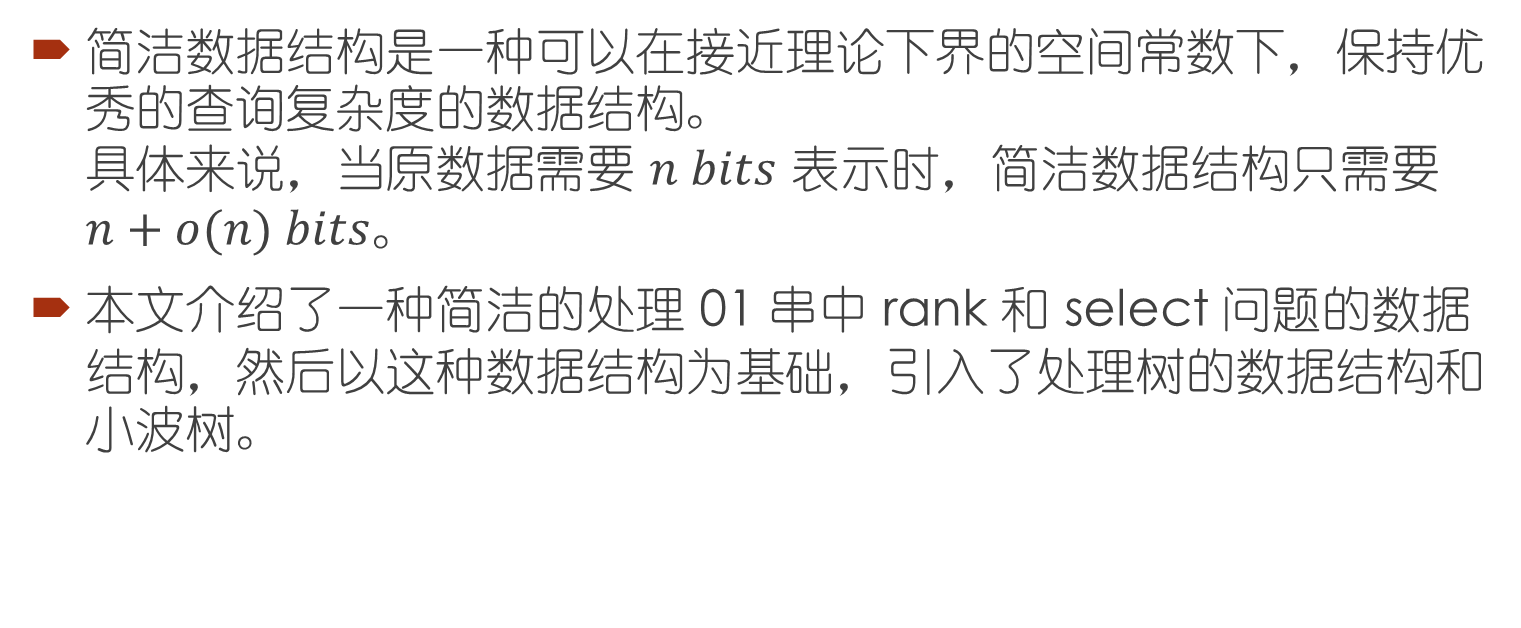 简洁数据结构是一种可以在接近理论下界的空间常数下，保持优
秀的查询复杂度的数据结构。
具体来说，当原数据需要 n bits 表示时，简洁数据结构只需要
n + o(n) bits。
本文介绍了一种简洁的处理 01 串中 rank 和 select 问题的数据
结构，然后以这种数据结构为基础，引入了处理树的数据结构和
小波树。